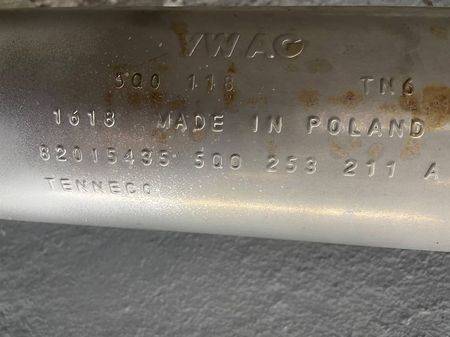 VWAG
5Q0 118 TN6
1618 MADE IN POLAND
82015435 5Q0 253 211 A
TENNECO